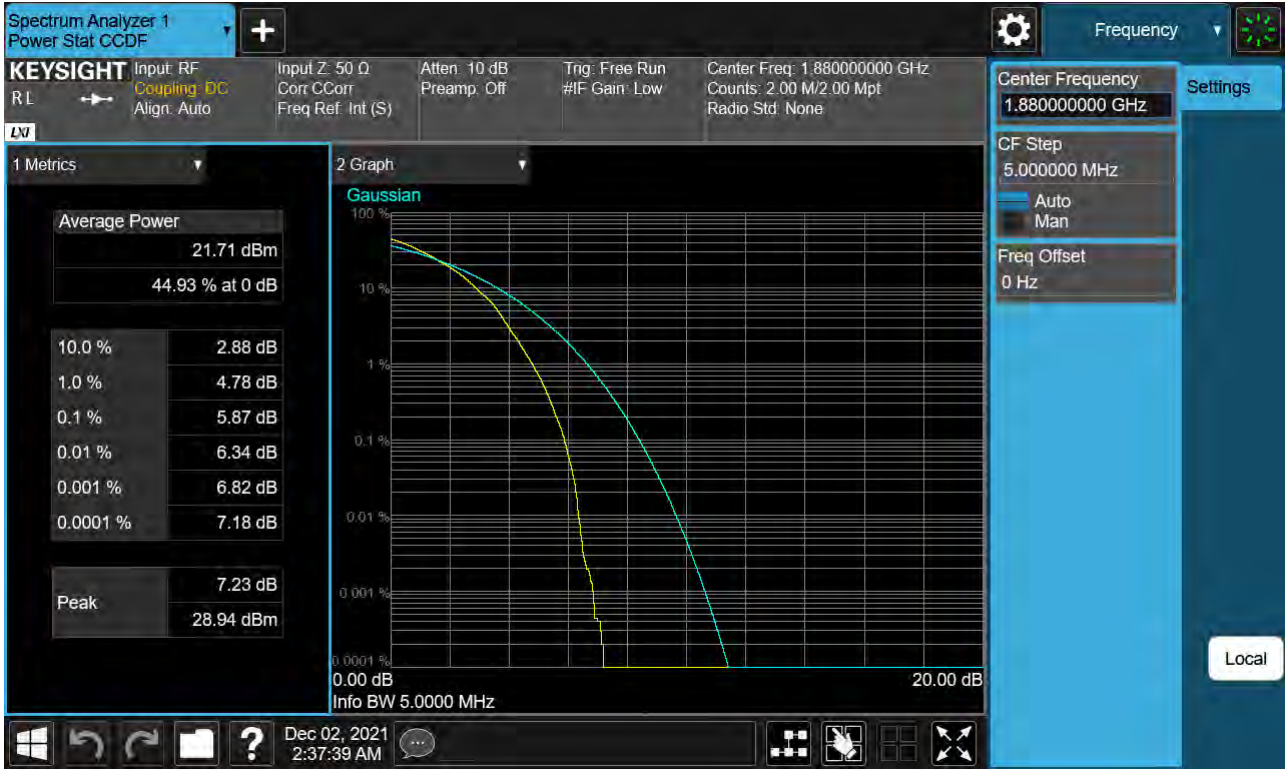 Spectrum Analyzer 1
Power Stat CCDF
Frequency
KEYSIGHT
R L
LXI
Input: RF
Coupling: DC
Align: Auto
Input Z: 50 Ω
Corr CCorr
Freq Ref: Int (S)
Atten: 10 dB
Preamp: Off
Trig: Free Run
#IF Gain: Low
Center Freq: 1.880000000 GHz
Counts: 2.00 M/2.00 Mpt
Radio Std: None
Center Frequency
1.880000000 GHz
Settings
CF Step
5.000000 MHz
Auto
Man
Freq Offset
0 Hz
Local
1 Metrics
Average Power
21.71 dBm
44.93 % at 0 dB
10.0 % 2.88 dB
1.0 % 4.78 dB
0.1 % 5.87 dB
0.01 % 6.34 dB
0.001 % 6.82 dB
0.0001 % 7.18 dB
Peak
7.23 dB
28.94 dBm
2 Graph
Gaussian
100 %
10 %
1 %
0.1 %
0.01 %
0.001 %
0.0001 %
0.00 dB 20.00 dB
Info BW 5.0000 MHz
?
Dec 02, 2021
2:37:39 AM